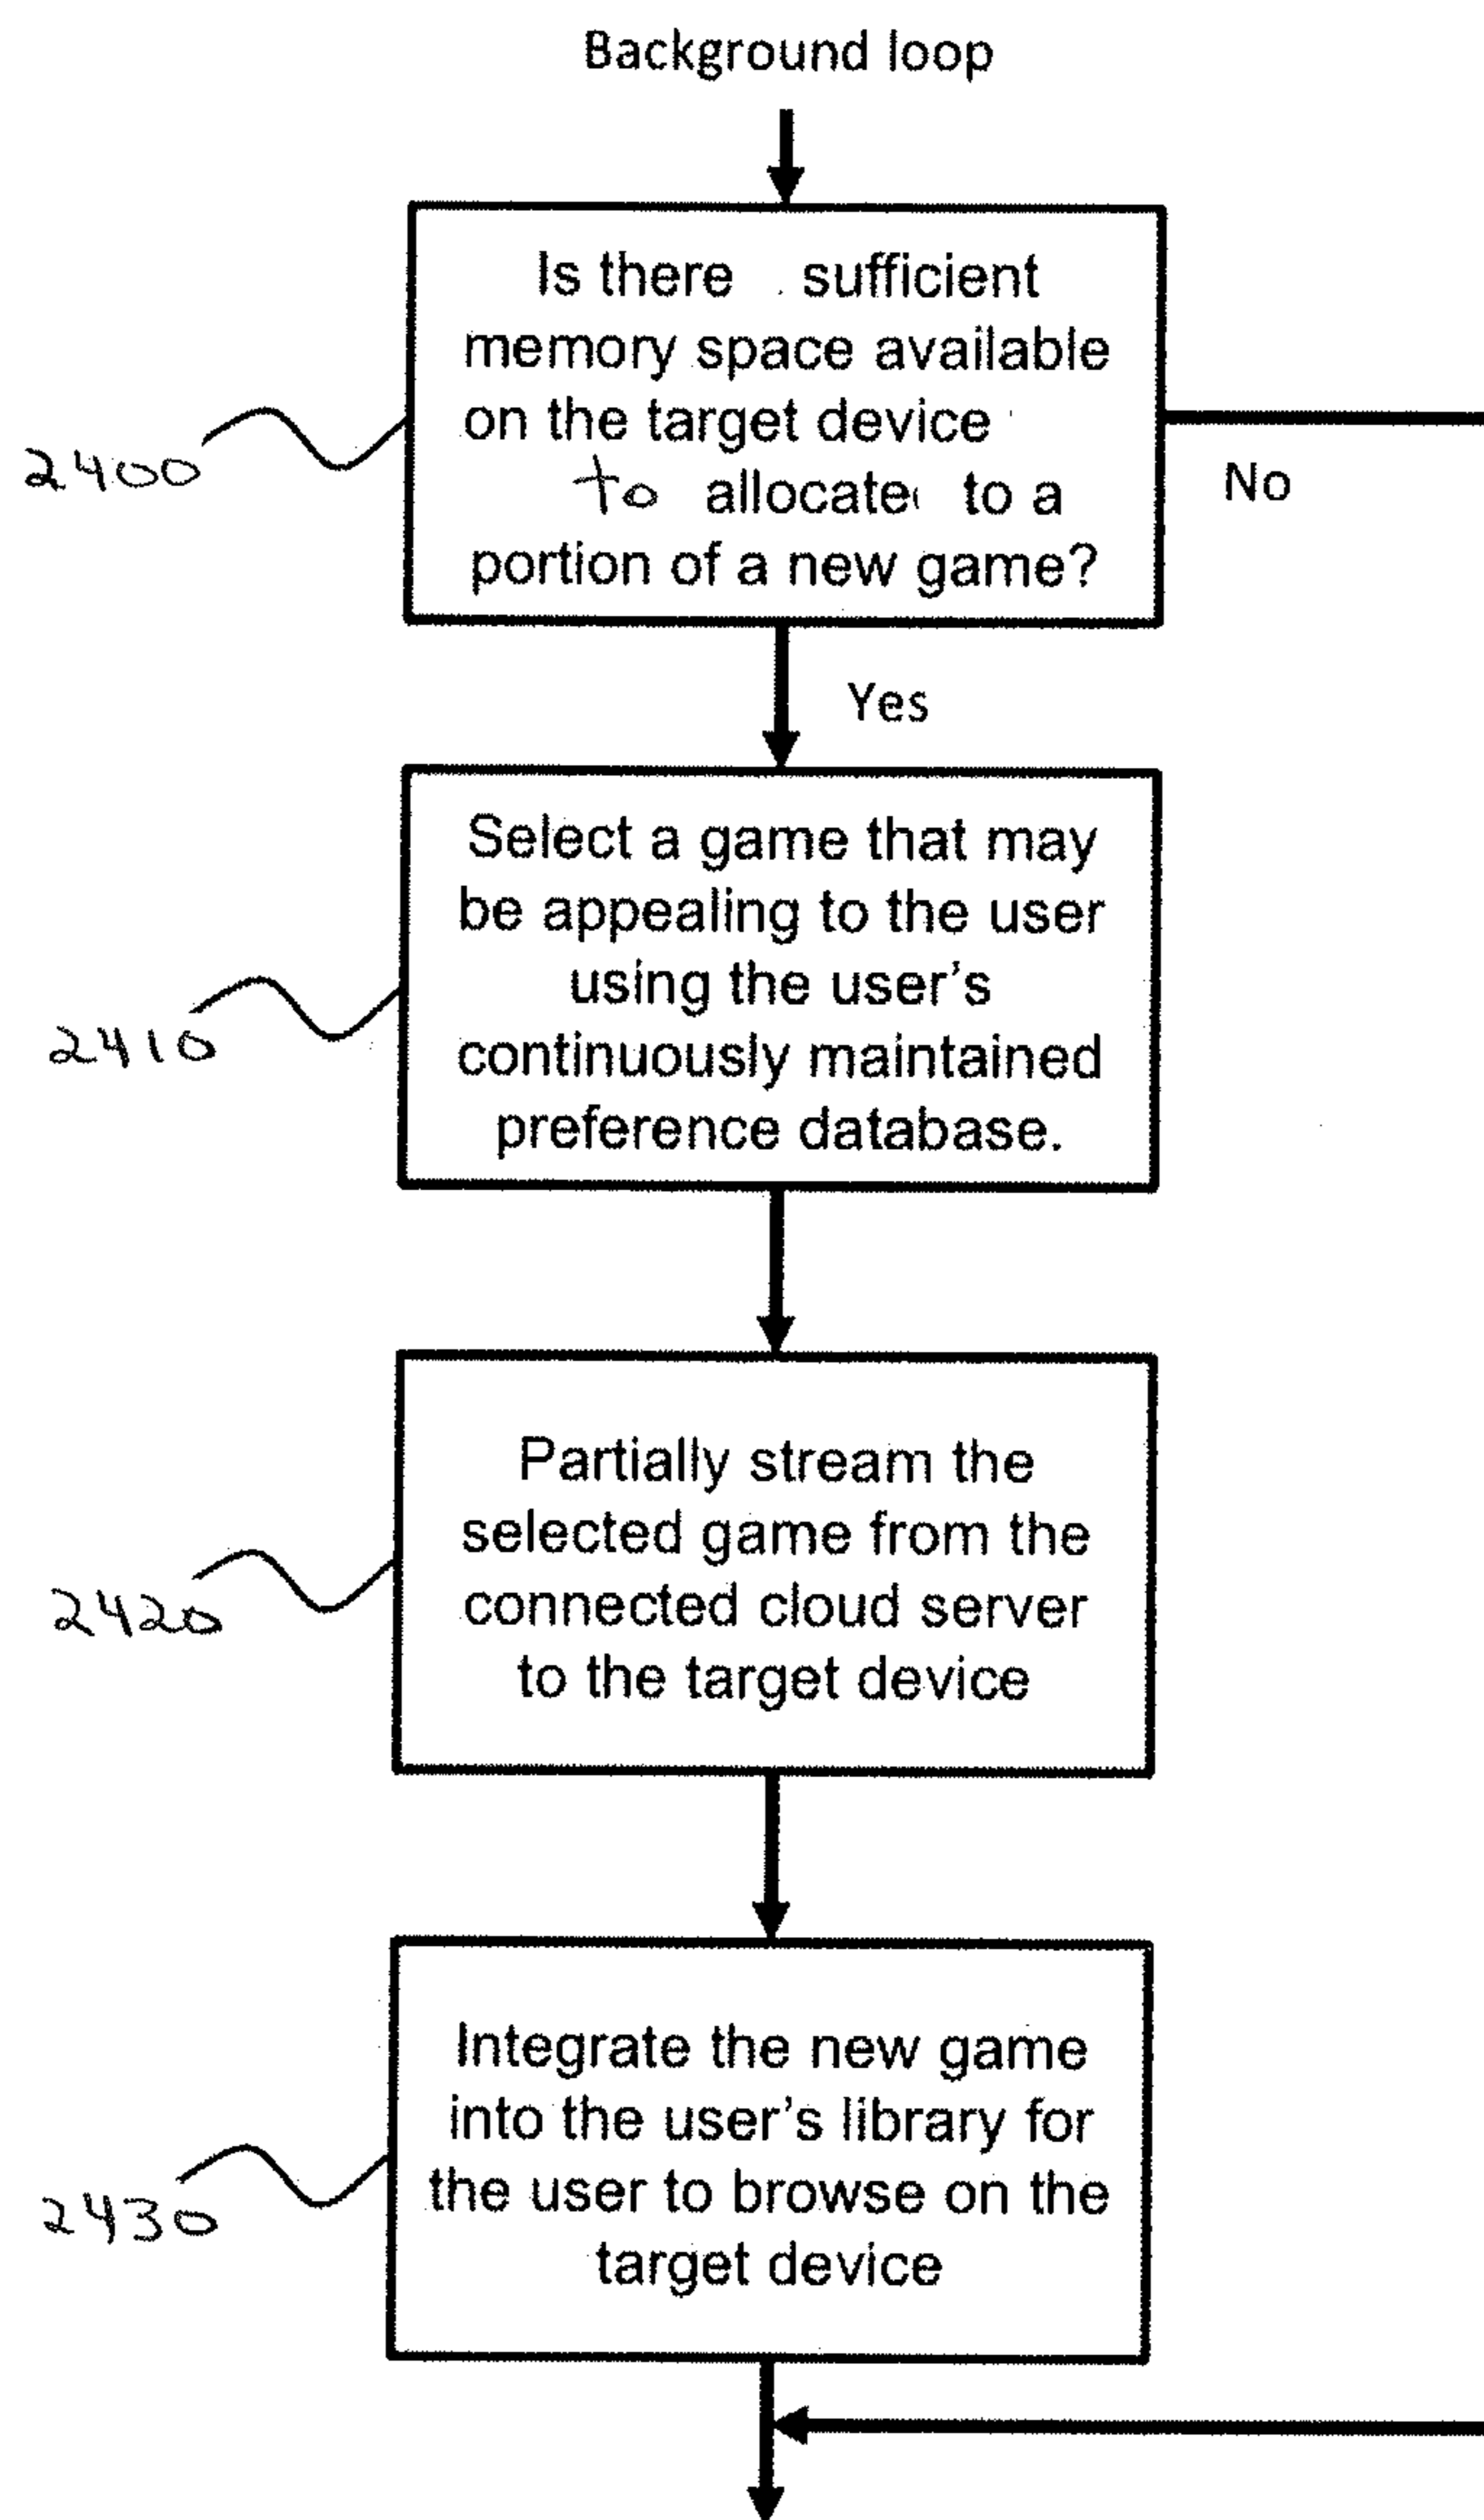 Background loop
Is there sufficient
memory space available
on the target device
2400
to allocate to a
No
portion of a new game?
Yes
Select a game that may
be appealing to the user
using the user's
2410
continuously maintained
preference database.
Partially stream the
selected game from the
2420
connected cloud server
to the target device
Integrate the new game
into the user's library for
2430
the user to browse on the
target device